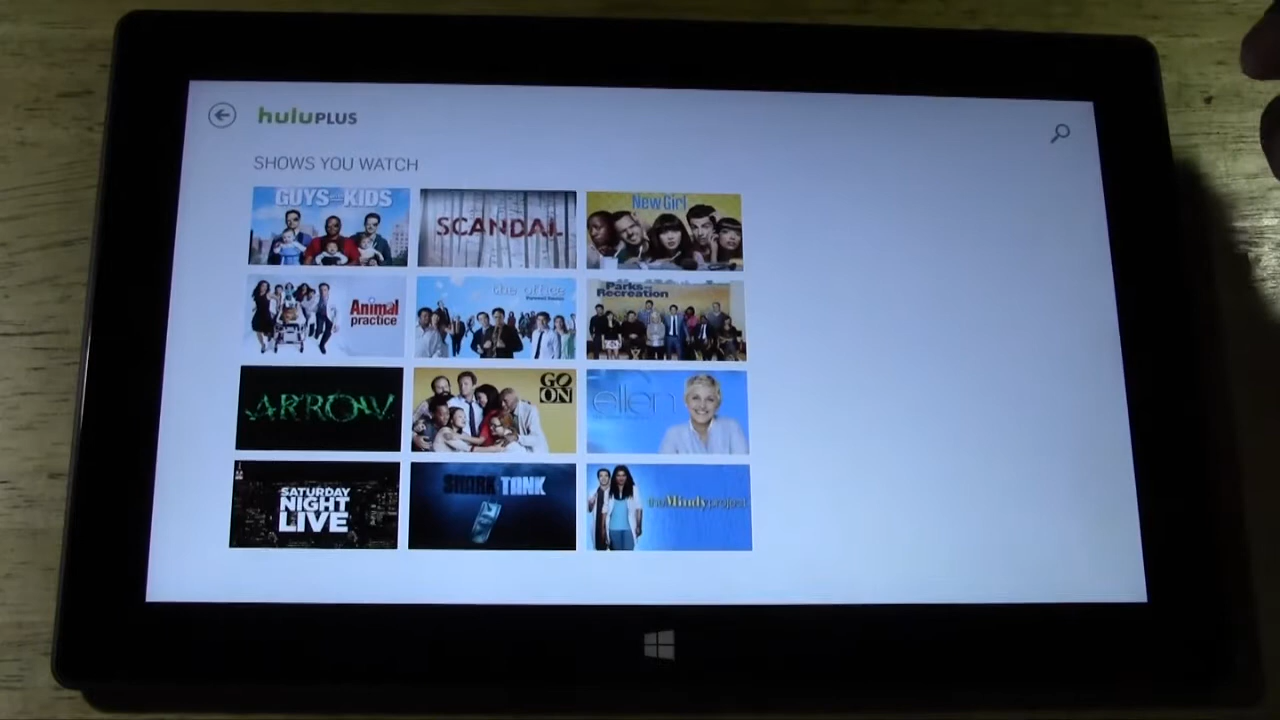 huluPLUS
SHOWS YOU WATCH
GUYS WITH KIDS
SCANDAL
New Girl
Animal
practice
the office
Parks and
Recreation
ARROW
GO
ON
ellen
SATURDAY
NIGHT
LIVE
SHARK TANK
the Mindy project